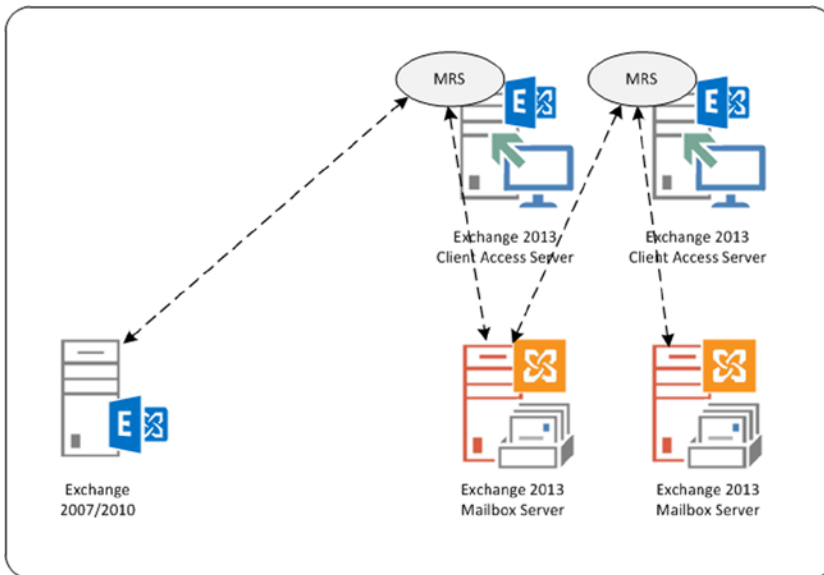 MRS
MRS
E
E
Exchange 2013
Client Access Server
Exchange 2013
Client Access Server
E
Exchange
2007/2010
Exchange 2013
Mailbox Server
Exchange 2013
Mailbox Server